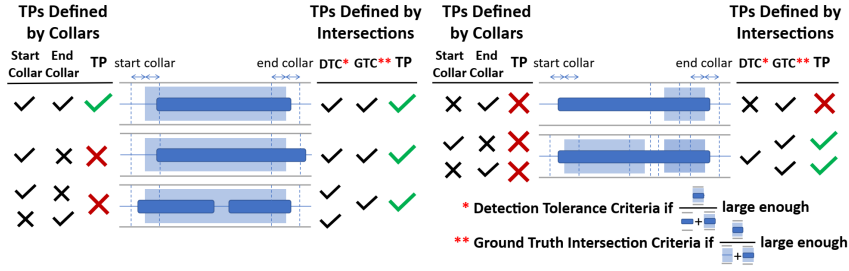 TPs Defined
by Collars
Start
Collar
End
Collar
TP
start collar
end collar
TPs Defined by
Intersections
DTC* GTC** TP
TPs Defined
by Collars
Start
Collar
End
Collar
TP
start collar
end collar
TPs Defined by
Intersections
DTC* GTC** TP
* Detection Tolerance Criteria if + large enough
** Ground Truth Intersection Criteria if + large enough